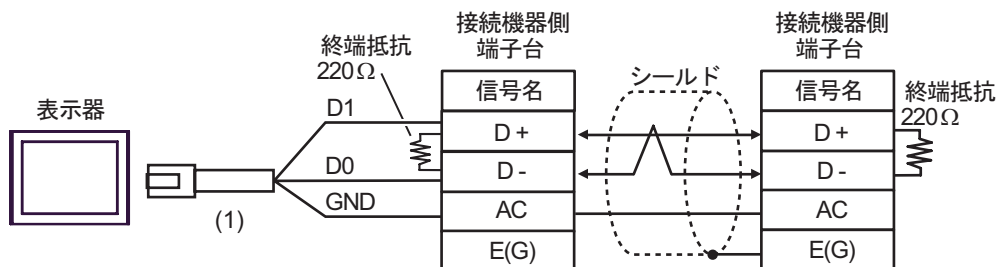 表示器
(1)
D1
D0
GND
終端抵抗
220Ω
接続機器側
端子台
信号名
D+
D-
AC
E(G)
シールド
接続機器側
端子台
信号名
D+
D-
AC
E(G)
終端抵抗
220Ω